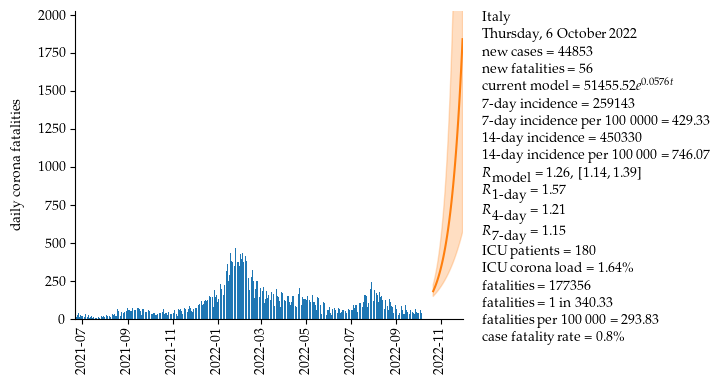 2000
1750
1500
1250
1000
750
500
250
0
daily corona fatalities
2021-07
2021-09
2021-11
2022-01
2022-03
2022-05
2022-07
2022-09
2022-11
Italy
Thursday, 6 October 2022
new cases = 44853
new fatalities = 56
current model = 51455.52e^0.0576t
7-day incidence = 259143
7-day incidence per 100 0000 = 429.33
14-day incidence = 450330
14-day incidence per 100 000 = 746.07
R_model = 1.26, [1.14, 1.39]
R_1-day = 1.57
R_4-day = 1.21
R_7-day = 1.15
ICU patients = 180
ICU corona load = 1.64%
fatalities = 177356
fatalities = 1 in 340.33
fatalities per 100 000 = 293.83
case fatality rate = 0.8%